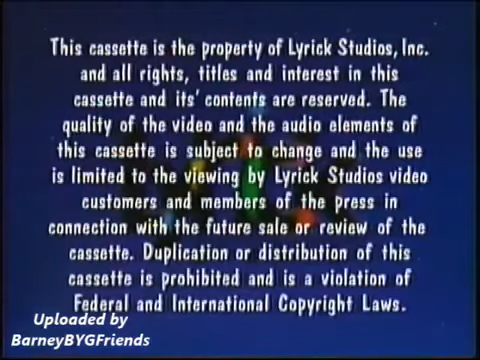 This cassette is the property of Lyrick Studios, Inc.
and all rights, titles and interest in this
cassette and its' contents are reserved. The
quality of the video and the audio elements of
this cassette is subject to change and the use
is limited to the viewing by Lyrick Studios video
customers and members of the press in
connection with the future sale or review of the
cassette. Duplication or distribution of this
cassette is prohibited and is a violation of
Federal and International Copyright Laws.
Uploaded by
BarneyBYGFriends